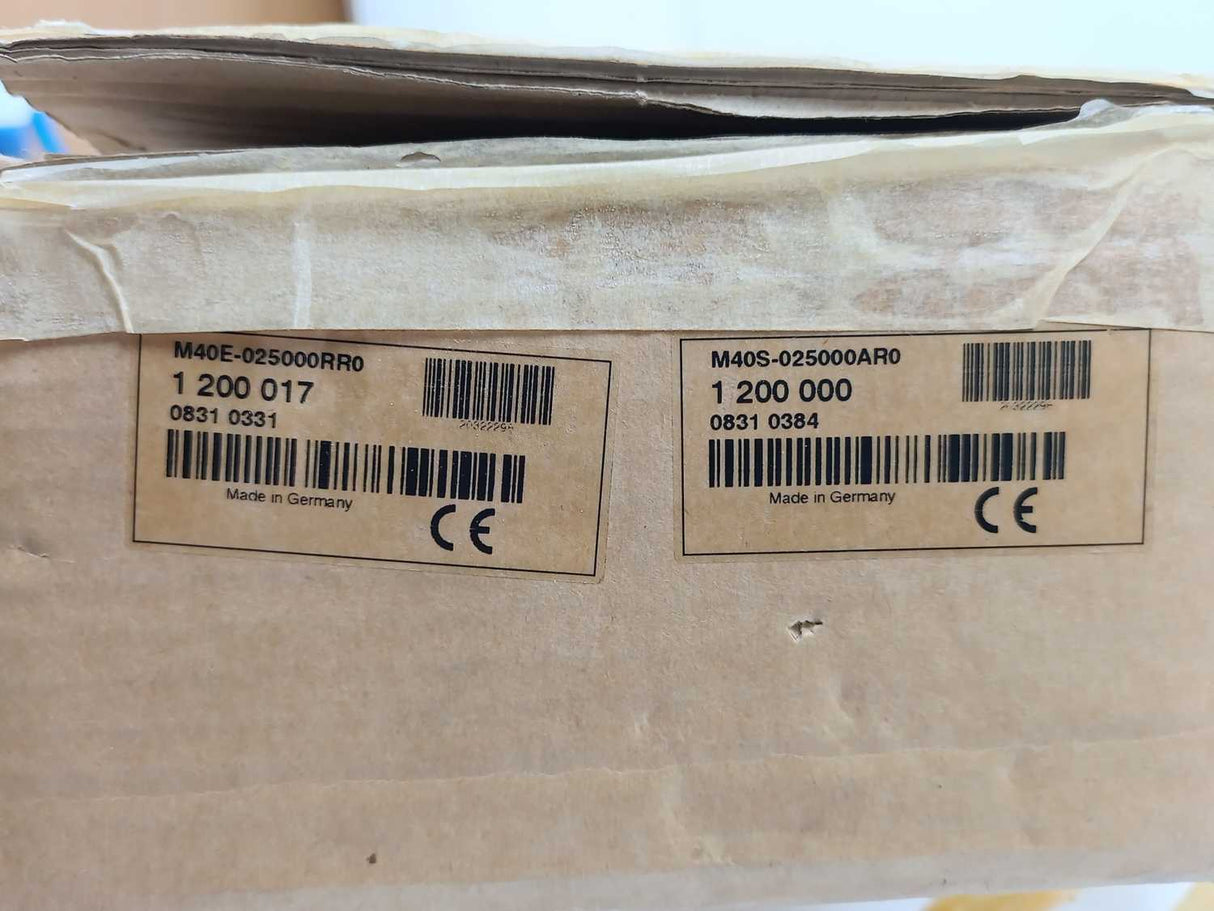 M40E-025000RR0
1 200 017
0831 0331
Made in Germany
CE
M40S-025000AR0
1 200 000
0831 0384
Made in Germany
CE